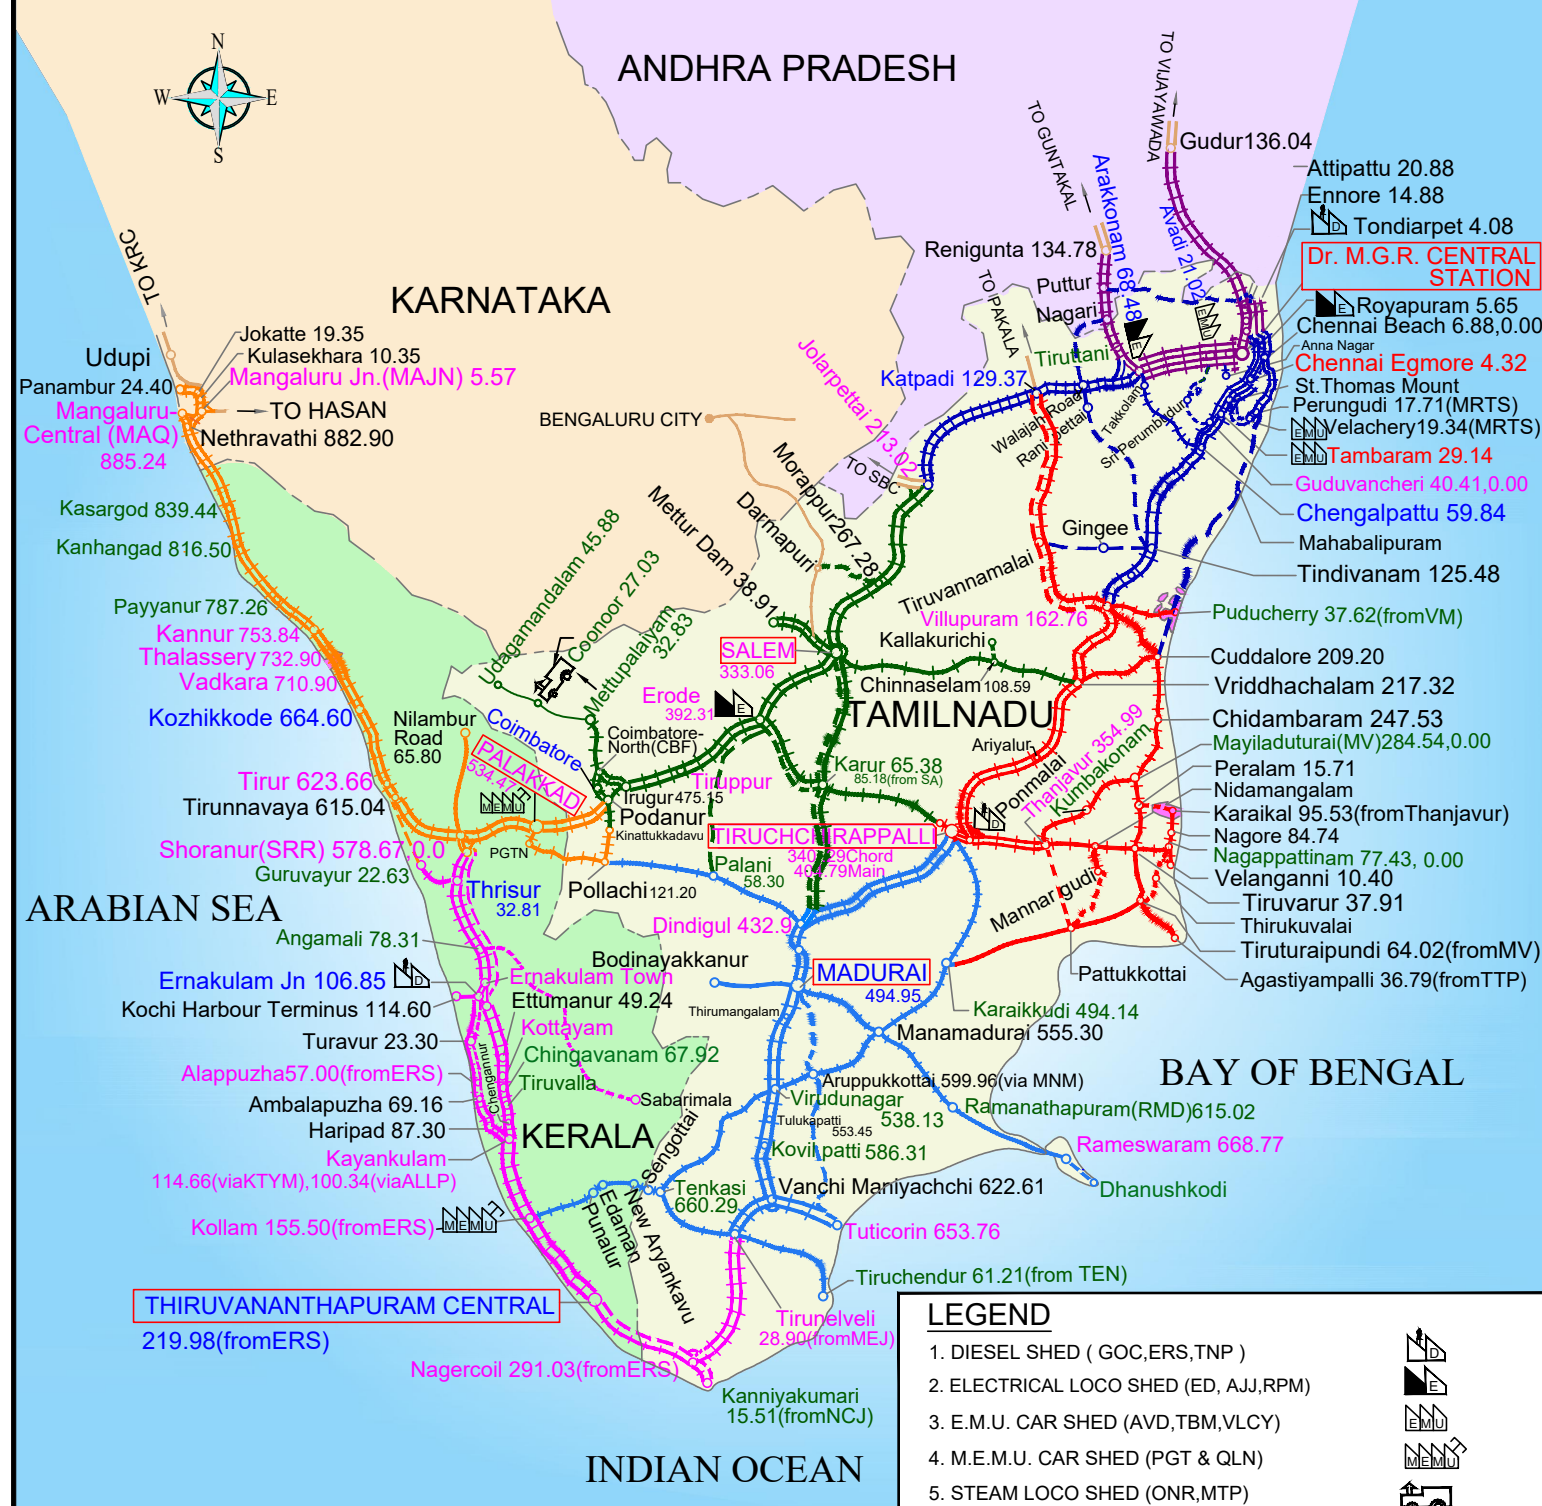 N
W E
S
ANDHRA PRADESH
KARNATAKA
TAMILNADU
KERALA
ARABIAN SEA
BAY OF BENGAL
INDIAN OCEAN
TO VIJAYAWADA
TO GUNTAKAL
Gudur136.04
Attipattu 20.88
Ennore 14.88
D
Tondiarpet 4.08
Dr. M.G.R. CENTRAL
STATION
E
Royapuram 5.65
Chennai Beach 6.88,0.00
Anna Nagar
Chennai Egmore 4.32
St.Thomas Mount
Perungudi 17.71(MRTS)
EMU
Velachery19.34(MRTS)
EMU
Tambaram 29.14
Guduvancheri 40.41,0.00
Chengalpattu 59.84
Mahabalipuram
Tindivanam 125.48
Puducherry 37.62(fromVM)
Cuddalore 209.20
Vriddhachalam 217.32
Chidambaram 247.53
Mayiladuturai(MV)284.54,0.00
Peralam 15.71
Nidamangalam
Karaikal 95.53(fromThanjavur)
Nagore 84.74
Nagappattinam 77.43, 0.00
Velanganni 10.40
Tiruvarur 37.91
Thirukuvalai
Tiruturaipundi 64.02(fromMV)
Agastiyampalli 36.79(fromTTP)
Pattukkottai
Karaikkudi 494.14
Manamadurai 555.30
Aruppukkottai 599.96(via MNM)
Ramanathapuram(RMD)615.02
Rameswaram 668.77
Dhanushkodi
Arakkonam 68.48
Avadi 21.02
EMU
E
Renigunta 134.78
Puttur
Nagari
TO PAKALA
Tiruttani
Katpadi 129.37
Walajah Road
Rani pettai
Takkolam
Sri Perumbudur
Jolarpettai 213.02
TO SBC
BENGALURU CITY
Morappur267.28
Darmapuri
Mettur Dam 38.91
Gingee
Tiruvannamalai
Villupuram 162.76
Kallakurichi
Chinnaselam108.59
SALEM
333.06
Erode
392.31
E
Udagamandalam 45.88
Coonoor 27.03
Mettupalaiyam
32.83
Coimbatore-
North(CBF)
Coimbatore
Tiruppur
Irugur475.15
Podanur
Kinattukkadavu
Karur 65.38
85.18(from SA)
Ariyalur
Ponmalai
D
Thanjavur 354.99
Kumbakonam
Mannar gudi
TIRUCHCHIRAPPALLI
340.29Chord
404.79Main
PALAKKAD
534.47
MEMU
PGTN
Pollachi121.20
Palani
58.30
Dindigul 432.9
Bodinayakkanur
MADURAI
494.95
Thirumangalam
Virudunagar
538.13
Tulukapatti
553.45
Kovil patti 586.31
Vanchi Maniyachchi 622.61
Tuticorin 653.76
Tiruchendur 61.21(from TEN)
Tirunelveli
28.90(fromMEJ)
Kanniyakumari
15.51(fromNCJ)
Nagercoil 291.03(fromERS)
THIRUVANANTHAPURAM CENTRAL
219.98(fromERS)
Kollam 155.50(fromERS)
MEMU
Punalur
Edaman
New Aryankavu
Sengottai
Tenkasi
660.29
Kayankulam
114.66(viaKTYM),100.34(viaALLP)
Haripad 87.30
Ambalapuzha 69.16
Alappuzha57.00(fromERS)
Turavur 23.30
Kochi Harbour Terminus 114.60
Ernakulam Jn 106.85
D
Ernakulam Town
Ettumanur 49.24
Kottayam
Chingavanam 67.92
Tiruvalla
Chengannur
Sabarimala
Angamali 78.31
Thrisur
32.81
Guruvayur 22.63
Shoranur(SRR) 578.67,0.0
Tirunnavaya 615.04
Tirur 623.66
Nilambur
Road
65.80
Kozhikkode 664.60
Vadkara 710.90
Thalassery 732.90
Kannur 753.84
Payyanur 787.26
Kanhangad 816.50
Kasargod 839.44
Nethravathi 882.90
Mangaluru-
Central (MAQ)
885.24
TO HASAN
Panambur 24.40
Mangaluru Jn.(MAJN) 5.57
Kulasekhara 10.35
Jokatte 19.35
Udupi
TO KRC
LEGEND
1. DIESEL SHED ( GOC,ERS,TNP )
D
2. ELECTRICAL LOCO SHED (ED, AJJ,RPM)
E
3. E.M.U. CAR SHED (AVD,TBM,VLCY)
EMU
4. M.E.M.U. CAR SHED (PGT & QLN)
MEMU
5. STEAM LOCO SHED (ONR,MTP)